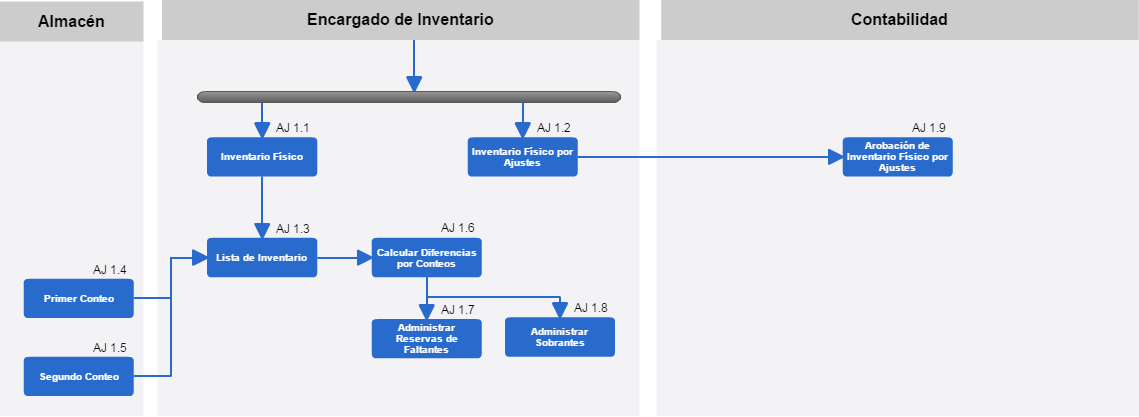 Almacén
Encargado de Inventario
Contabilidad
AJ 1.1
Inventario Físico
AJ 1.2
Inventario Físico por
Ajustes
AJ 1.9
Arobación de
Inventario Físico por
Ajustes
AJ 1.3
Lista de Inventario
AJ 1.6
Calcular Diferencias
por Conteos
AJ 1.4
Primer Conteo
AJ 1.7
Administrar
Reservas de
Faltantes
AJ 1.8
Administrar
Sobrantes
AJ 1.5
Segundo Conteo